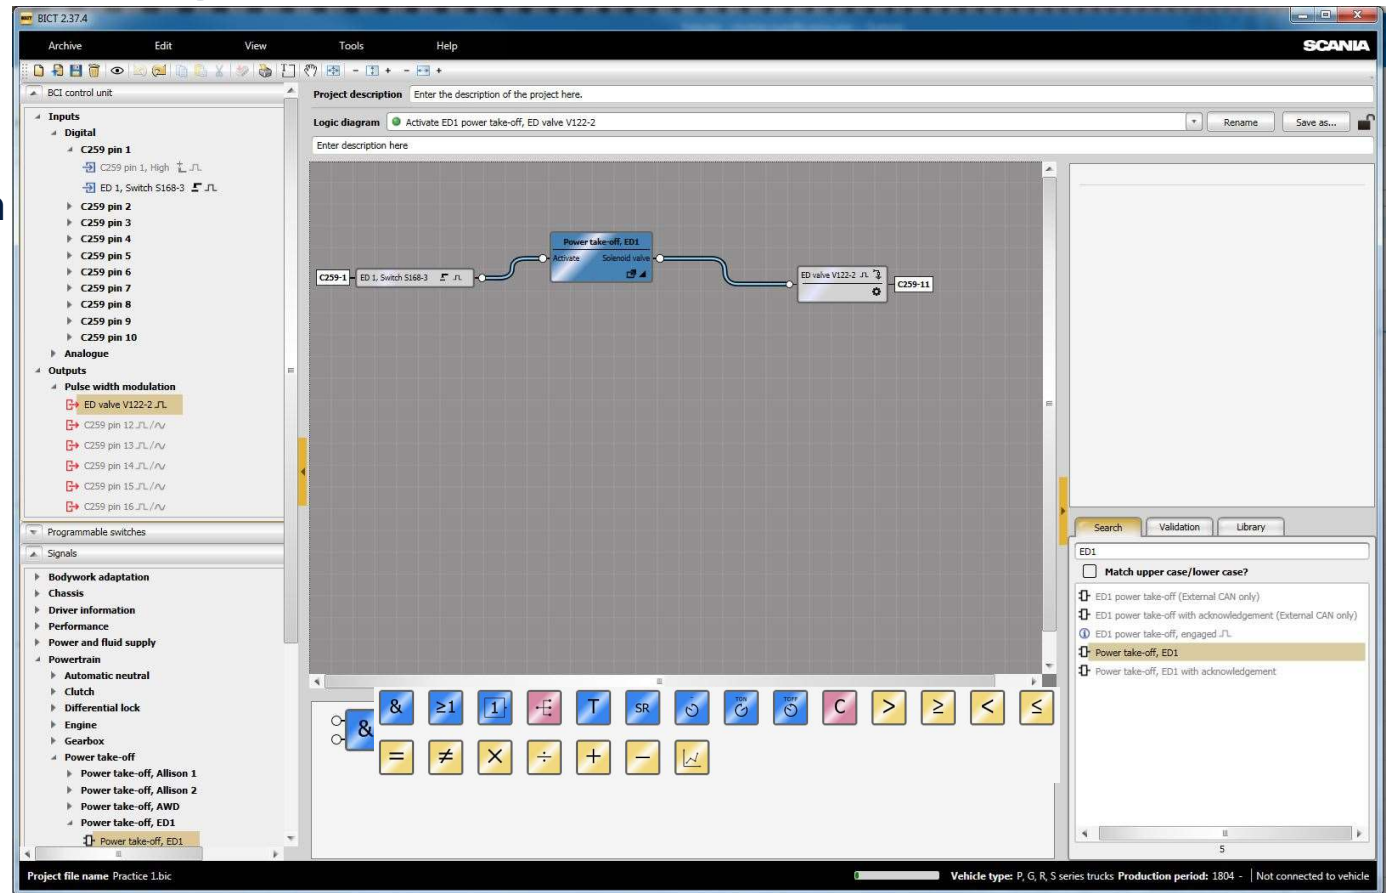 BICT 2.37.4
Archive Edit View Tools Help SCANIA
BCI control unit
Inputs
Digital
C259 pin 1
C259 pin 1, High
ED 1, Switch S168-3
C259 pin 2
C259 pin 3
C259 pin 4
C259 pin 5
C259 pin 6
C259 pin 7
C259 pin 8
C259 pin 9
C259 pin 10
Analogue
Outputs
Pulse width modulation
ED valve V122-2
C259 pin 12
C259 pin 13
C259 pin 14
C259 pin 15
C259 pin 16
Programmable switches
Signals
Bodywork adaptation
Chassis
Driver information
Performance
Power and fluid supply
Powertrain
Automatic neutral
Clutch
Differential lock
Engine
Gearbox
Power take-off
Power take-off, Allison 1
Power take-off, Allison 2
Power take-off, AWD
Power take-off, ED1
Power take-off, ED1
Project description Enter the description of the project here.
Logic diagram Activate ED1 power take-off, ED valve V122-2 Rename Save as...
Enter description here
Power take-off, ED1
Activate Solenoid valve
C259-1 ED 1, Switch S168-3
ED valve V122-2
C259-11
& & ≥1 1 T SR TON TOFF C > ≥ < ≤
= ≠ × ÷ + −
Search Validation Library
ED1
Match upper case/lower case?
ED1 power take-off (External CAN only)
ED1 power take-off with acknowledgement (External CAN only)
ED1 power take-off, engaged
Power take-off, ED1
Power take-off, ED1 with acknowledgement
5
Project file name Practice 1.bic Vehicle type: P, G, R, S series trucks Production period: 1804 - Not connected to vehicle